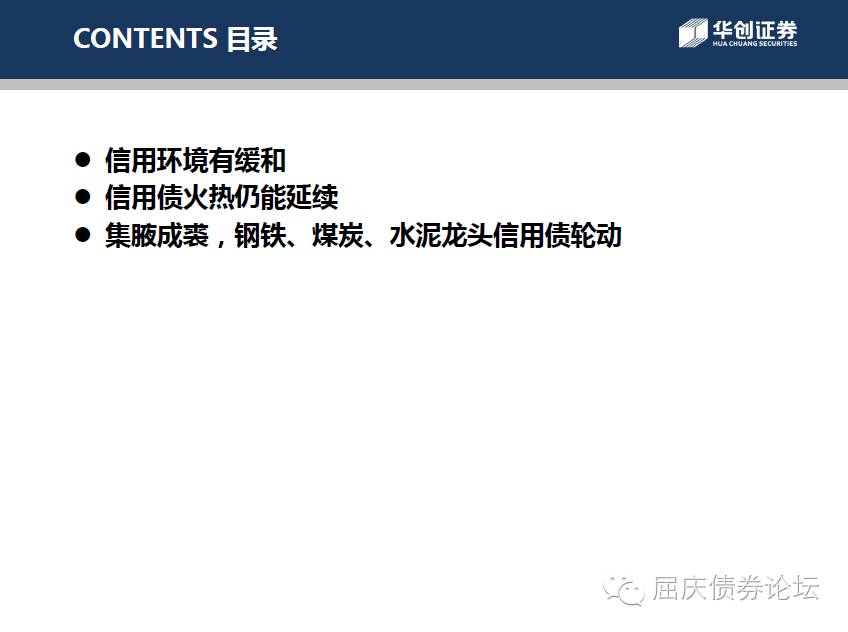 CONTENTS 目录
华创证券
HUA CHUANG SECURITIES
● 信用环境有缓和
● 信用债火热仍能延续
● 集腋成裘，钢铁、煤炭、水泥龙头信用债轮动
屈庆债券论坛